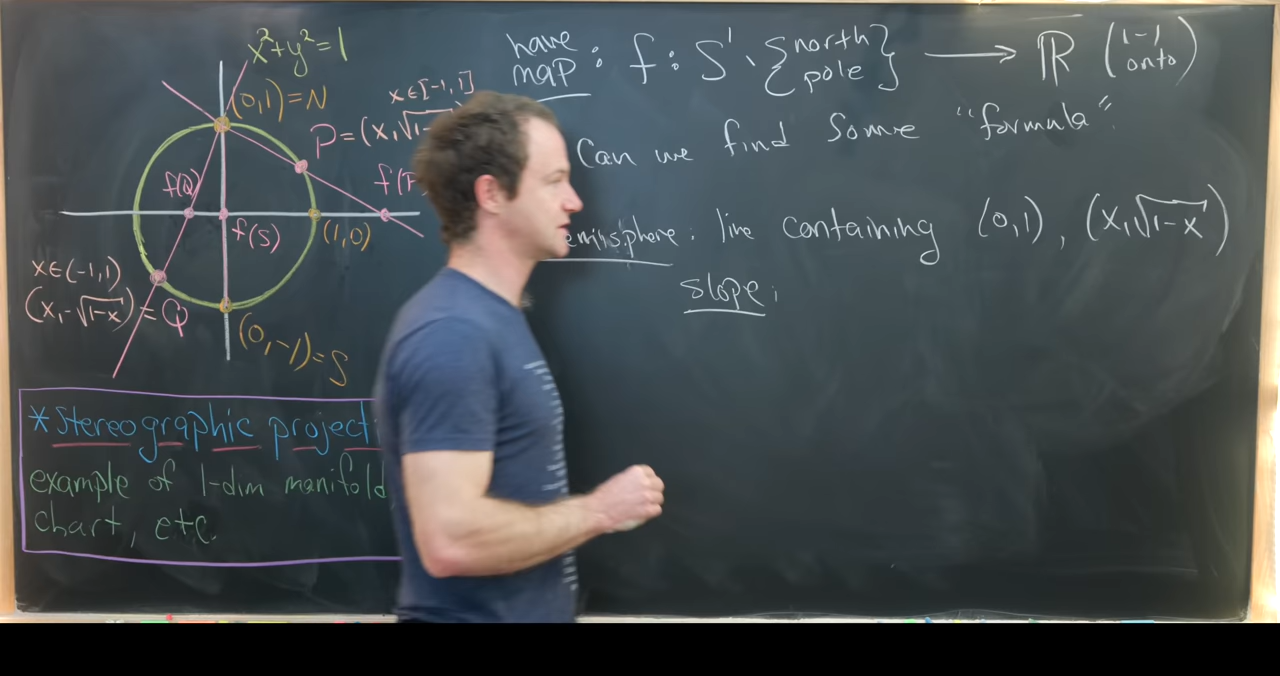 x²+y²=1
(0,1)=N
x∈[-1,1]
P=(x,√1-
f(Q)
f(P
f(S)
(1,0)
x∈(-1,1)
(x,-√1-x)=Q
(0,-1)=S
*Stereographic project
example of 1-dim manifold
chart, etc.
have map: f: S¹∖{north pole} ⟶ ℝ (1-1 onto)
Can we find some "formula"
emisphere: line containing (0,1), (x,√1-x)
slope: